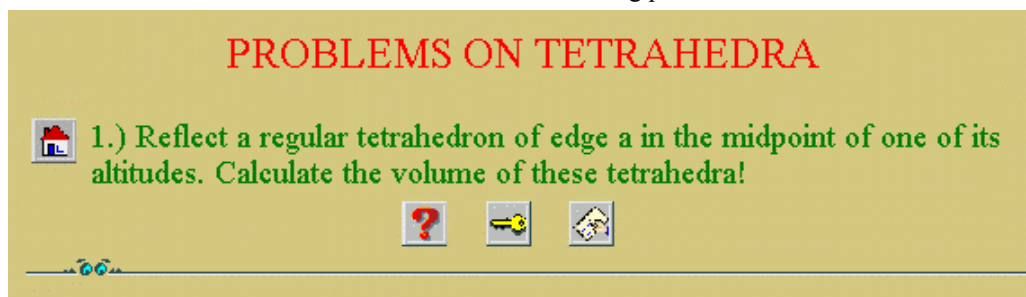 PROBLEMS ON TETRAHEDRA
1.) Reflect a regular tetrahedron of edge a in the midpoint of one of its
altitudes. Calculate the volume of these tetrahedra!